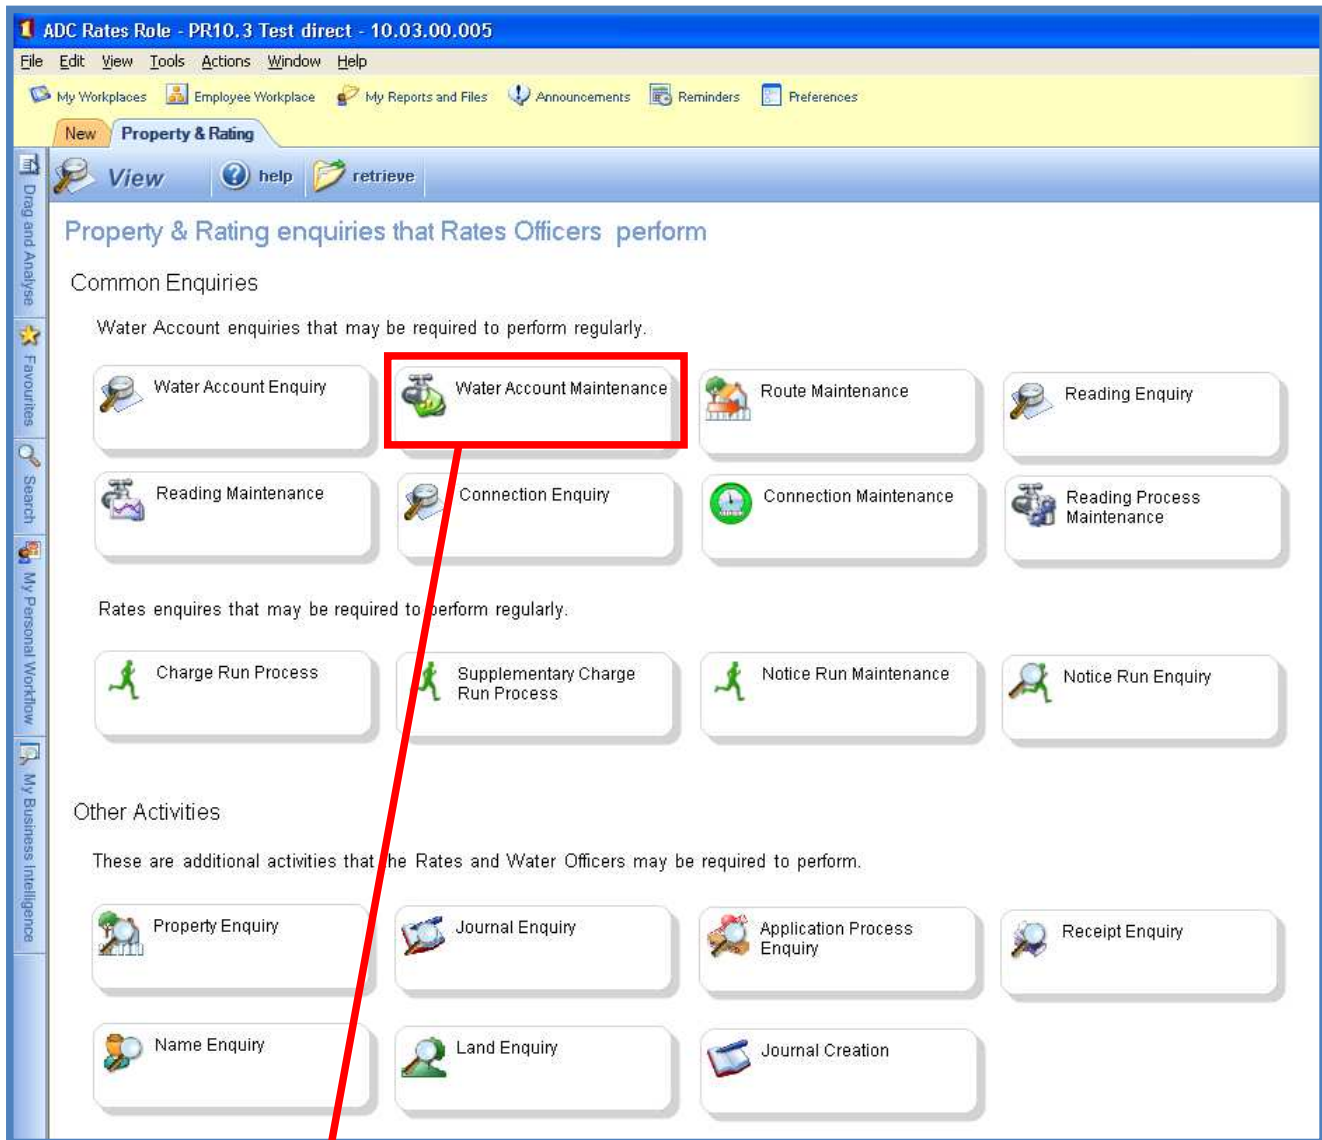 ADC Rates Role - PR10.3 Test direct - 10.03.00.005
File Edit View Tools Actions Window Help
My Workplaces Employee Workplace My Reports and Files Announcements Reminders Preferences
New Property & Rating
View help retrieve
Drag and Analyse
Favourites
Search
My Personal Workflow
My Business Intelligence
Property & Rating enquiries that Rates Officers perform
Common Enquiries
Water Account enquiries that may be required to perform regularly.
Water Account Enquiry
Water Account Maintenance
Route Maintenance
Reading Enquiry
Reading Maintenance
Connection Enquiry
Connection Maintenance
Reading Process
Maintenance
Rates enquires that may be required to perform regularly.
Charge Run Process
Supplementary Charge
Run Process
Notice Run Maintenance
Notice Run Enquiry
Other Activities
These are additional activities that the Rates and Water Officers may be required to perform.
Property Enquiry
Journal Enquiry
Application Process
Enquiry
Receipt Enquiry
Name Enquiry
Land Enquiry
Journal Creation